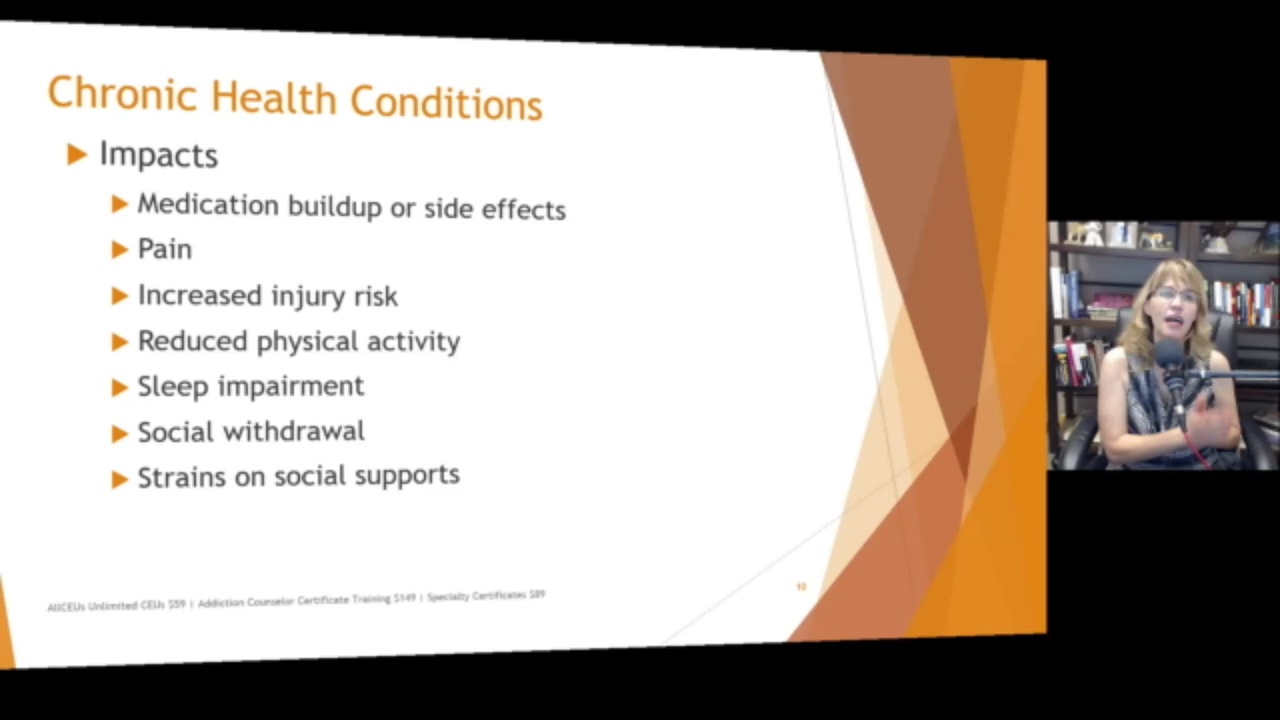 Chronic Health Conditions
Impacts
Medication buildup or side effects
Pain
Increased injury risk
Reduced physical activity
Sleep impairment
Social withdrawal
Strains on social supports
AllCEUs Unlimited CEUs $59 | Addiction Counselor Certificate Training $149 | Specialty Certificates $89